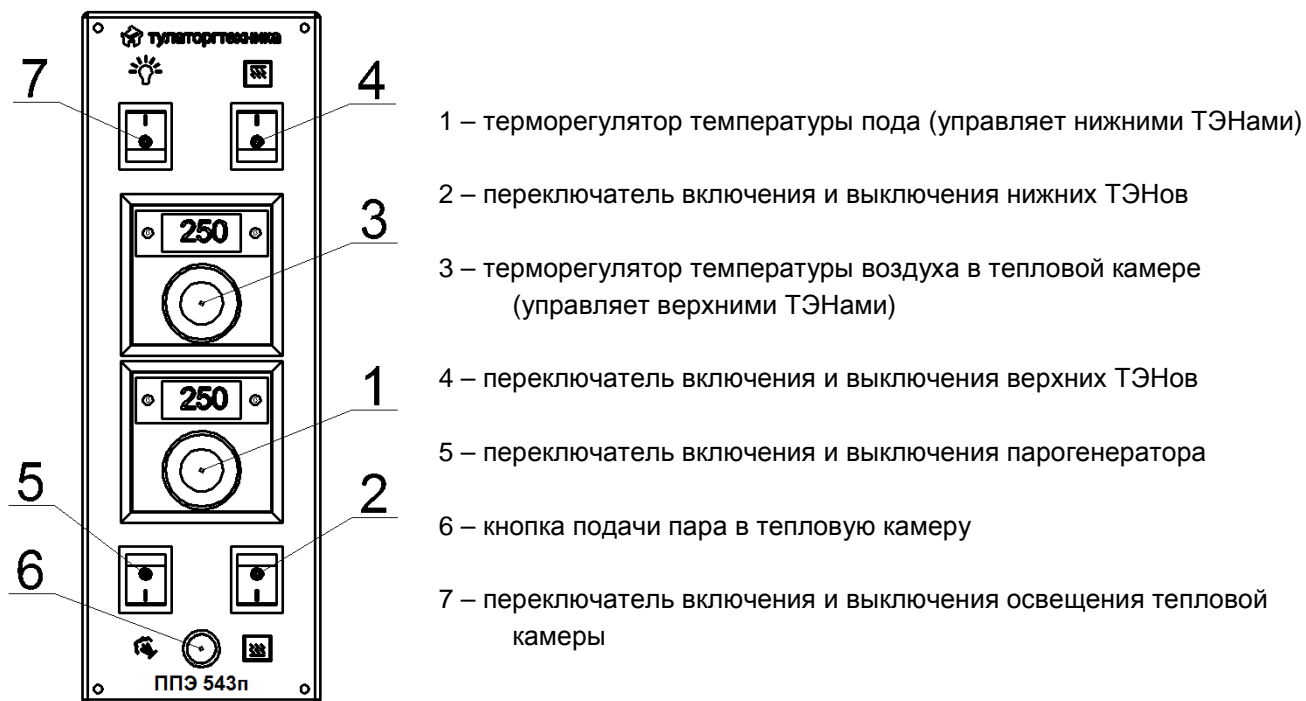 тулаторгтехника
7
4
3
1
5
2
6
250
250
ППЭ 543п
1 – терморегулятор температуры пода (управляет нижними ТЭНами)
2 – переключатель включения и выключения нижних ТЭНов
3 – терморегулятор температуры воздуха в тепловой камере
(управляет верхними ТЭНами)
4 – переключатель включения и выключения верхних ТЭНов
5 – переключатель включения и выключения парогенератора
6 – кнопка подачи пара в тепловую камеру
7 – переключатель включения и выключения освещения тепловой
камеры